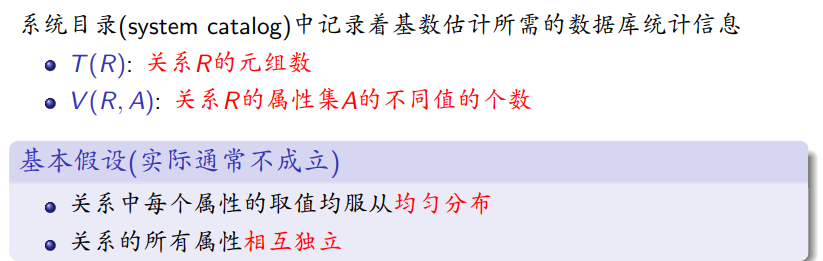 系统目录(system catalog)中记录着基数估计所需的数据库统计信息
T(R): 关系R的元组数
V(R, A): 关系R的属性集A的不同值的个数
基本假设(实际通常不成立)
关系中每个属性的取值均服从均匀分布
关系的所有属性相互独立